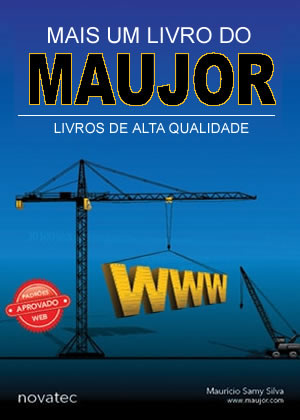 MAIS UM LIVRO DO
MAUJOR
LIVROS DE ALTA QUALIDADE
WWW
PADRÕES
APROVADO
WEB
novatec
Maurício Samy Silva
www.maujor.com